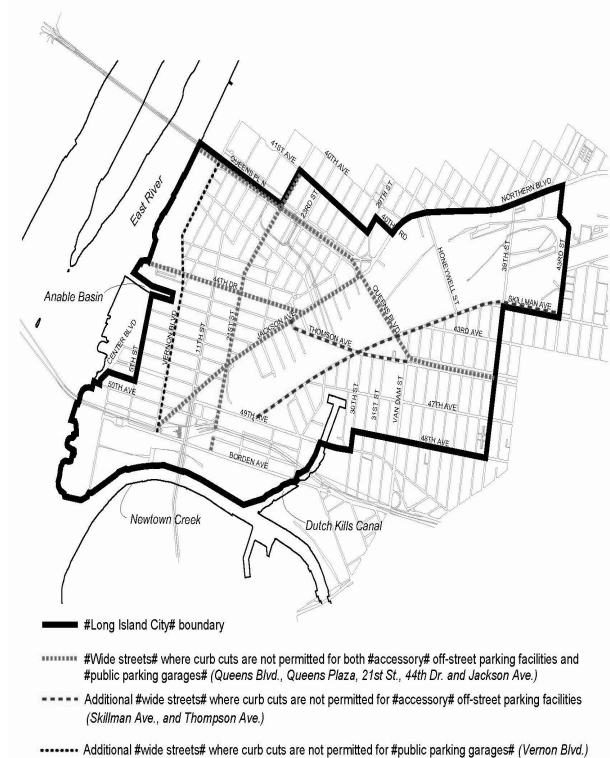 41ST AVE
40TH AVE
QUEENS PL
23RD ST
29TH ST
40TH RD
NORTHERN BLVD
East River
39TH ST
43RD ST
HONEYWELL ST
Anable Basin
44TH DR
SKILLMAN AVE
CENTER BLVD
VERNON BLVD
11TH ST
21ST ST
JACKSON AVE
QUEENS BLVD
THOMSON AVE
43RD AVE
5TH ST
50TH AVE
30TH ST
31ST ST
VAN DAM ST
47TH AVE
49TH AVE
48TH AVE
BORDEN AVE
Newtown Creek
Dutch Kills Canal
#Long Island City# boundary
#Wide streets# where curb cuts are not permitted for both #accessory# off-street parking facilities and
#public parking garages# (Queens Blvd., Queens Plaza, 21st St., 44th Dr. and Jackson Ave.)
Additional #wide streets# where curb cuts are not permitted for #accessory# off-street parking facilities
(Skillman Ave., and Thompson Ave.)
Additional #wide streets# where curb cuts are not permitted for #public parking garages# (Vernon Blvd.)